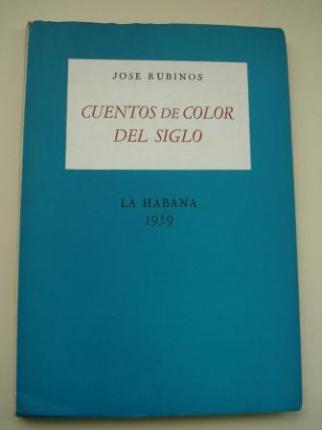 JOSE RUBINOS
CUENTOS DE COLOR
DEL SIGLO
LA HABANA
1959